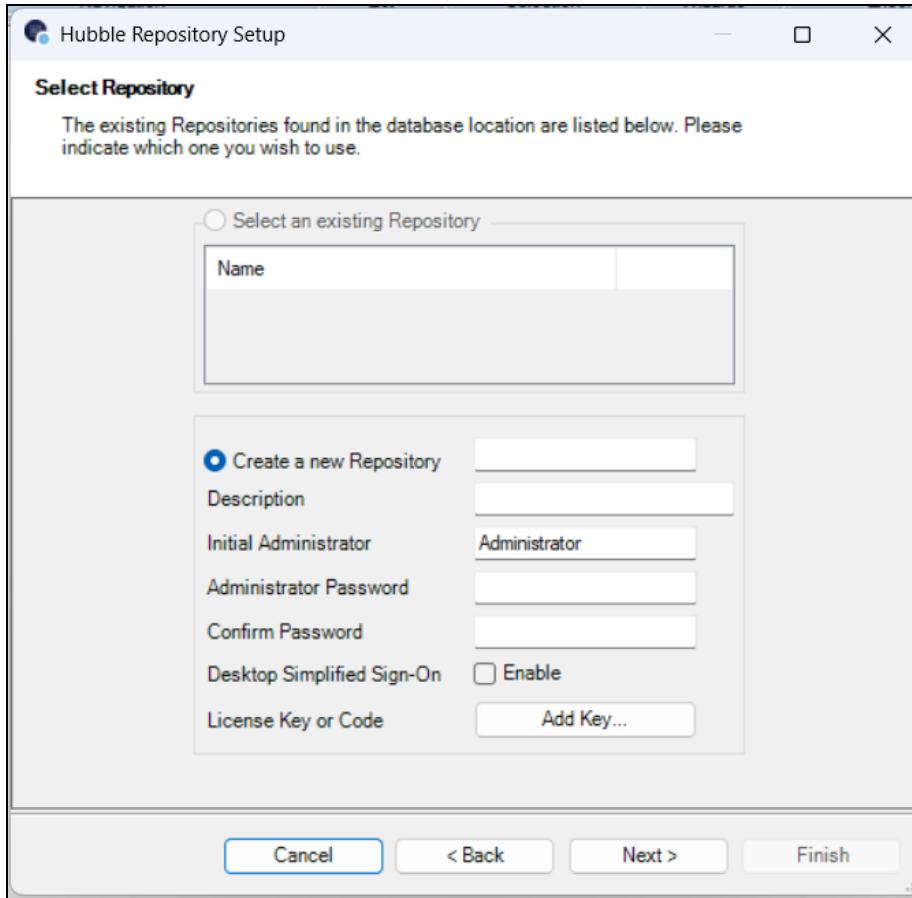 Hubble Repository Setup
Select Repository
The existing Repositories found in the database location are listed below. Please
indicate which one you wish to use.
Select an existing Repository
Name
Create a new Repository
Description
Initial Administrator
Administrator
Administrator Password
Confirm Password
Desktop Simplified Sign-On
Enable
License Key or Code
Add Key...
Cancel
< Back
Next >
Finish